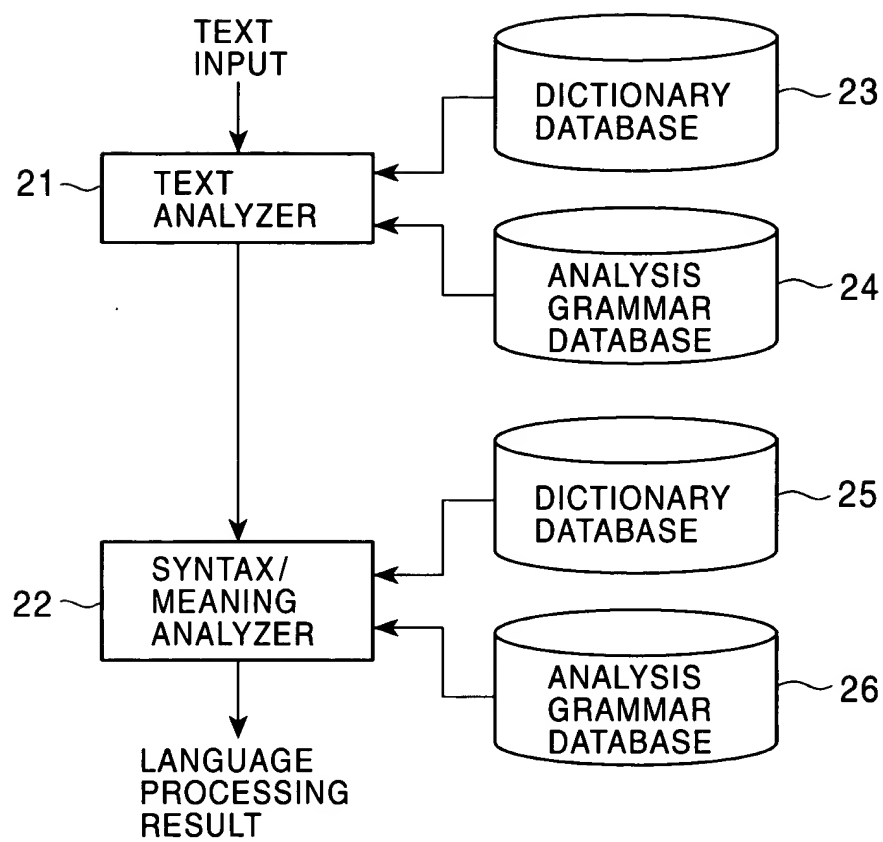 TEXT
INPUT
DICTIONARY
DATABASE
23
21
TEXT
ANALYZER
ANALYSIS
GRAMMAR
DATABASE
24
DICTIONARY
DATABASE
25
22
SYNTAX/
MEANING
ANALYZER
ANALYSIS
GRAMMAR
DATABASE
26
LANGUAGE
PROCESSING
RESULT